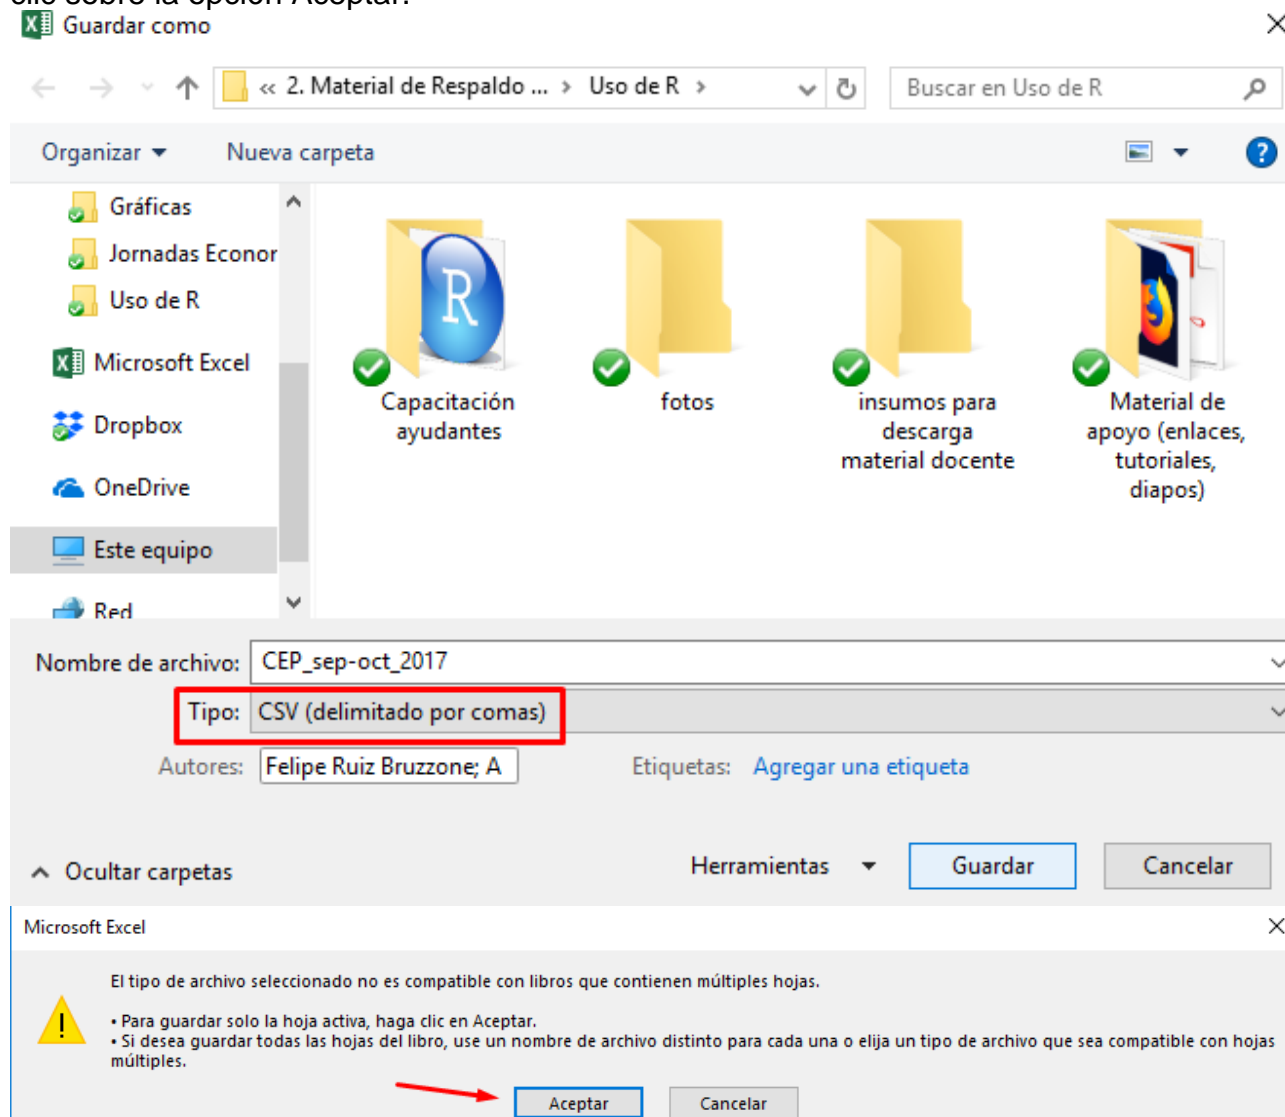 clic sobre la opción Aceptar.
Guardar como
« 2. Material de Respaldo ... › Uso de R ›
Buscar en Uso de R
Organizar
Nueva carpeta
Gráficas
Jornadas Econor
Uso de R
Microsoft Excel
Dropbox
OneDrive
Este equipo
Red
R
Capacitación
ayudantes
fotos
insumos para
descarga
material docente
Material de
apoyo (enlaces,
tutoriales,
diapos)
Nombre de archivo: CEP_sep-oct_2017
Tipo: CSV (delimitado por comas)
Autores: Felipe Ruiz Bruzzone; A
Etiquetas: Agregar una etiqueta
Ocultar carpetas
Herramientas
Guardar
Cancelar
Microsoft Excel
El tipo de archivo seleccionado no es compatible con libros que contienen múltiples hojas.
• Para guardar solo la hoja activa, haga clic en Aceptar.
• Si desea guardar todas las hojas del libro, use un nombre de archivo distinto para cada una o elija un tipo de archivo que sea compatible con hojas
múltiples.
Aceptar
Cancelar